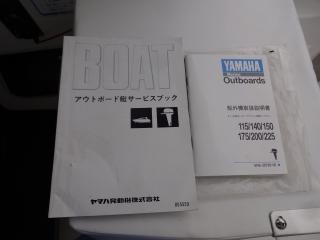 BOAT
アウトボード艇サービスブック
ヤマハ発動機株式会社
YAMAHA
Outboards
船外機取扱説明書
115/140/150
175/200/225